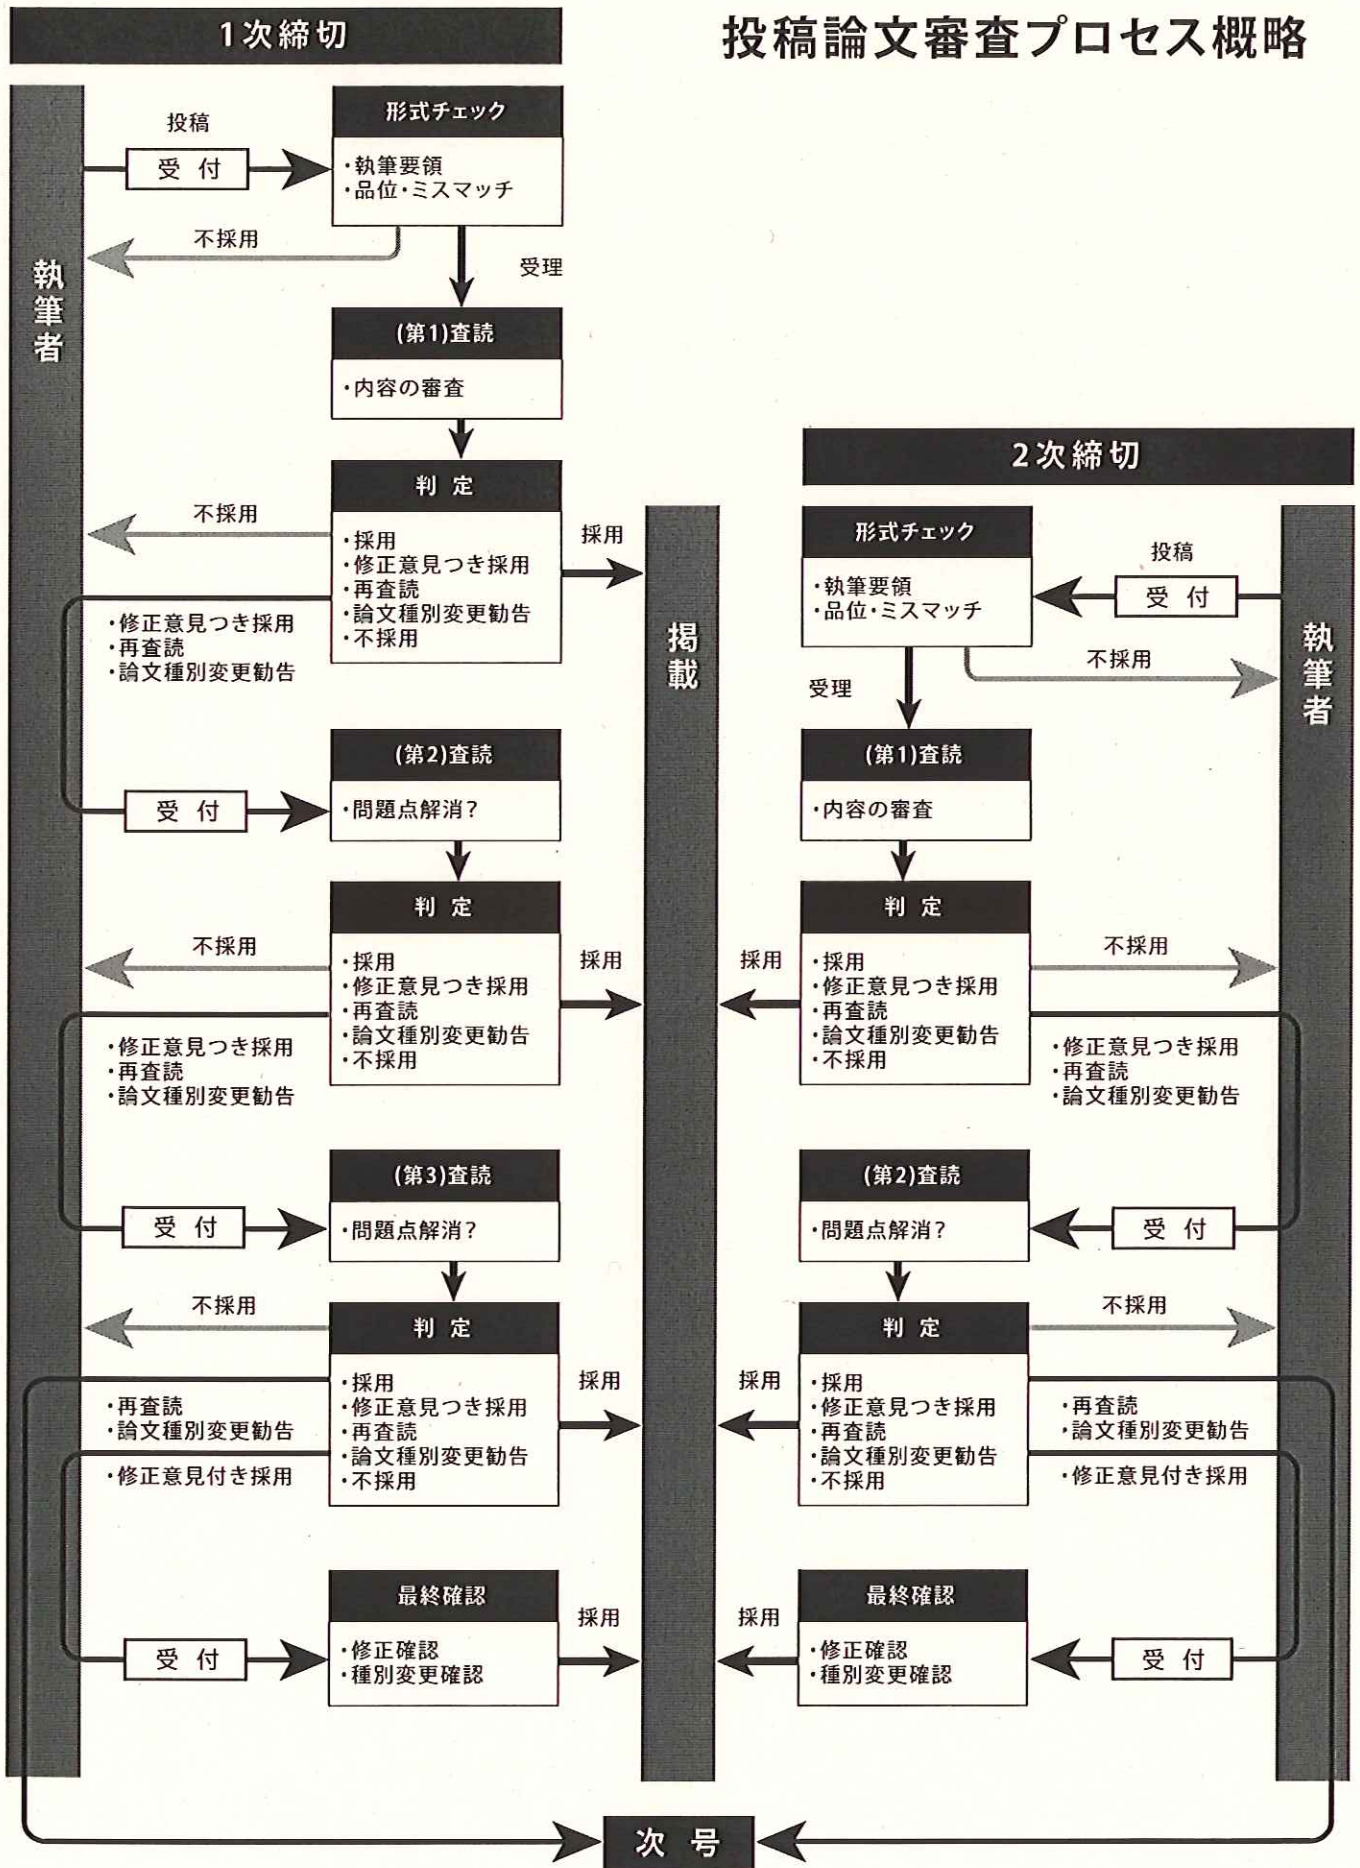 投稿論文審査プロセス概略
1次締切
執筆者
投稿
受付
形式チェック
・執筆要領
・品位・ミスマッチ
不採用
受理
(第1)査読
・内容の審査
判定
・採用
・修正意見つき採用
・再査読
・論文種別変更勧告
・不採用
不採用
採用
・修正意見つき採用
・再査読
・論文種別変更勧告
受付
(第2)査読
・問題点解消?
判定
・採用
・修正意見つき採用
・再査読
・論文種別変更勧告
・不採用
不採用
採用
・修正意見つき採用
・再査読
・論文種別変更勧告
受付
(第3)査読
・問題点解消?
判定
・採用
・修正意見つき採用
・再査読
・論文種別変更勧告
・不採用
不採用
採用
・再査読
・論文種別変更勧告
・修正意見付き採用
受付
最終確認
・修正確認
・種別変更確認
採用
掲載
2次締切
執筆者
投稿
受付
形式チェック
・執筆要領
・品位・ミスマッチ
不採用
受理
(第1)査読
・内容の審査
判定
・採用
・修正意見つき採用
・再査読
・論文種別変更勧告
・不採用
採用
不採用
・修正意見つき採用
・再査読
・論文種別変更勧告
受付
(第2)査読
・問題点解消?
判定
・採用
・修正意見つき採用
・再査読
・論文種別変更勧告
・不採用
採用
不採用
・再査読
・論文種別変更勧告
・修正意見付き採用
受付
最終確認
・修正確認
・種別変更確認
採用
次号